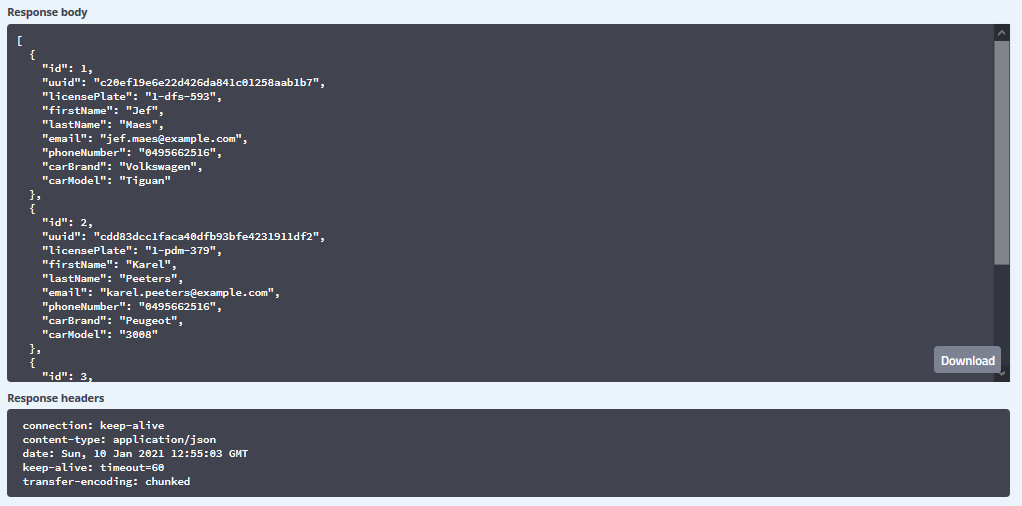 Response body
[
  {
    "id": 1,
    "uuid": "c20ef19e6e22d426da841c01258aab1b7",
    "licensePlate": "1-dfs-593",
    "firstName": "Jef",
    "lastName": "Maes",
    "email": "jef.maes@example.com",
    "phoneNumber": "0495662516",
    "carBrand": "Volkswagen",
    "carModel": "Tiguan"
  },
  {
    "id": 2,
    "uuid": "cdd83dcc1faca40dfb93bfe4231911df2",
    "licensePlate": "1-pdm-379",
    "firstName": "Karel",
    "lastName": "Peeters",
    "email": "karel.peeters@example.com",
    "phoneNumber": "0495662516",
    "carBrand": "Peugeot",
    "carModel": "3008"
  },
  {
    "id": 3,
Download
Response headers
connection: keep-alive
content-type: application/json
date: Sun, 10 Jan 2021 12:55:03 GMT
keep-alive: timeout=60
transfer-encoding: chunked